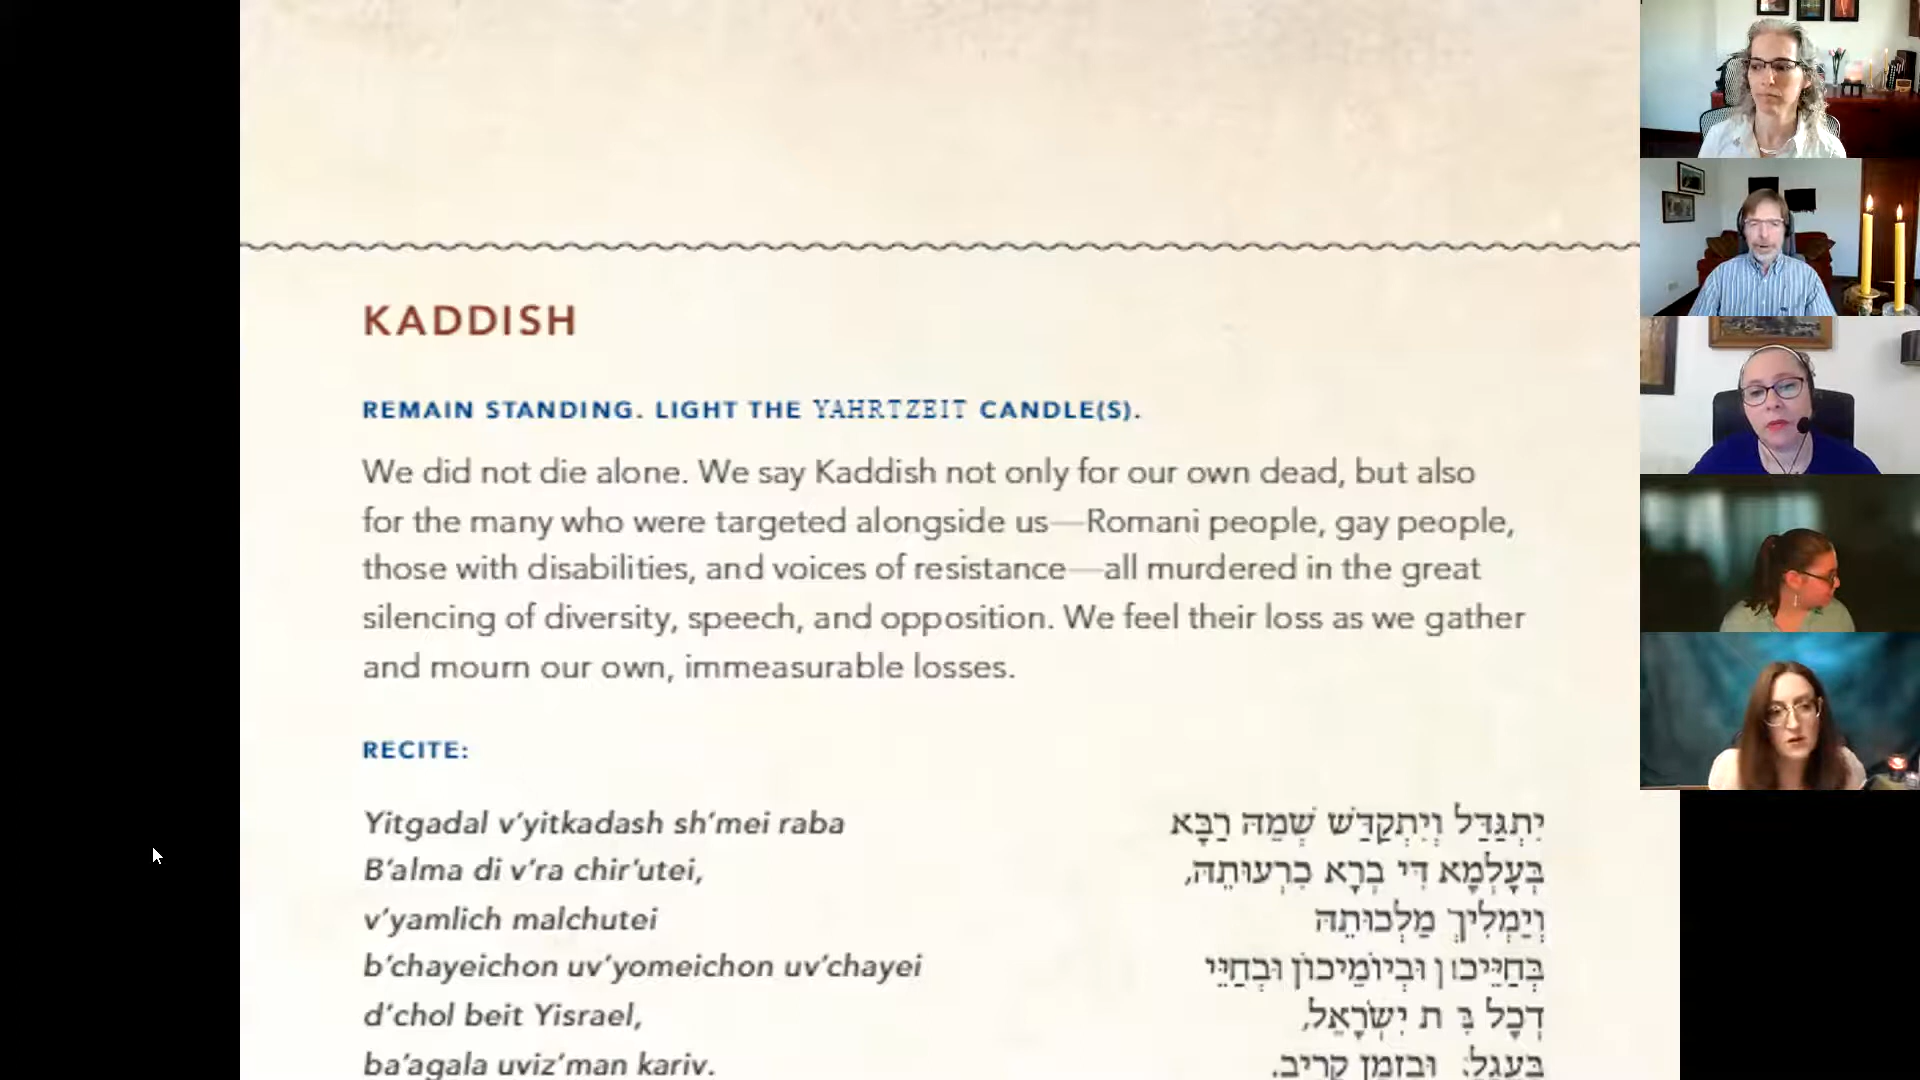 KADDISH
REMAIN STANDING. LIGHT THE YAHRTZEIT CANDLE(S).
We did not die alone. We say Kaddish not only for our own dead, but also
for the many who were targeted alongside us—Romani people, gay people,
those with disabilities, and voices of resistance—all murdered in the great
silencing of diversity, speech, and opposition. We feel their loss as we gather
and mourn our own, immeasurable losses.
RECITE:
Yitgadal v'yitkadash sh'mei raba
B'alma di v'ra chir'utei,
v'yamlich malchutei
b'chayeichon uv'yomeichon uv'chayei
d'chol beit Yisrael,
ba'agala uviz'man kariv.
יִתְגַּדַּל וְיִתְקַדַּשׁ שְׁמֵהּ רַבָּא
בְּעָלְמָא דִּי בְרָא כִרְעוּתֵהּ,
וְיַמְלִיךְ מַלְכוּתֵהּ
בְּחַיֵּיכוֹן וּבְיוֹמֵיכוֹן וּבְחַיֵּי
דְכָל בּ ת יִשְׂרָאֵל,
בַּעֲגָל וּבִזְמַן קָרִיב.